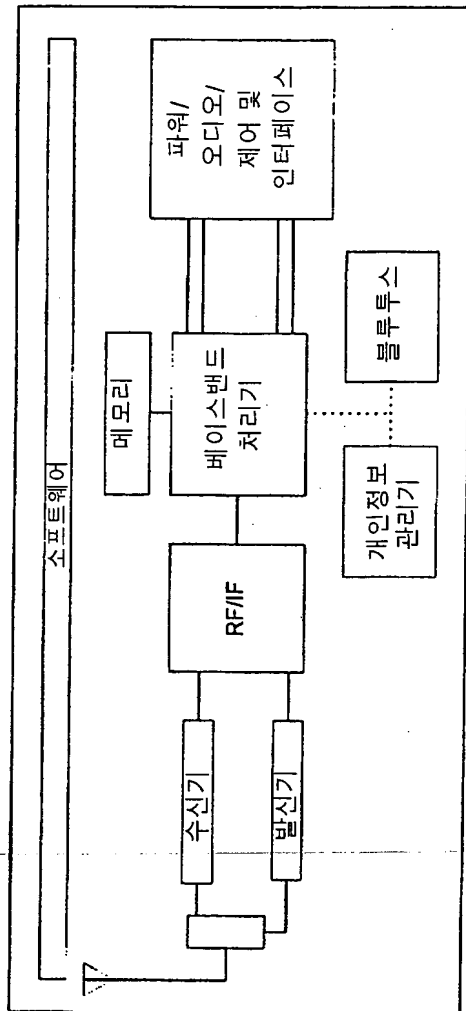 소프트웨어
메모리
수신기
발신기
RF/IF
베이스밴드
처리기
파워/
오디오/
제어 및
인터페이스
개인정보
관리기
블루투스